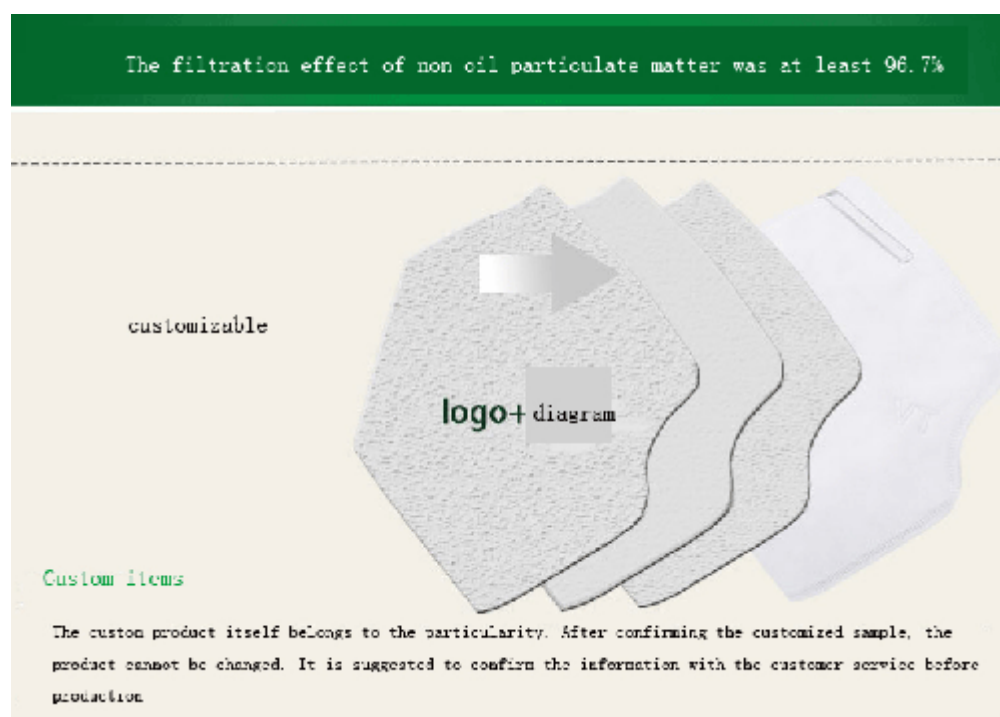 The filtration effect of non oil particulate matter was at least 96.7%
customizable
logo+ diagram
Custom items
The custom product itself belongs to the particularity. After confirming the customized sample, the
product cannot be changed. It is suggested to confirm the information with the customer service before
production